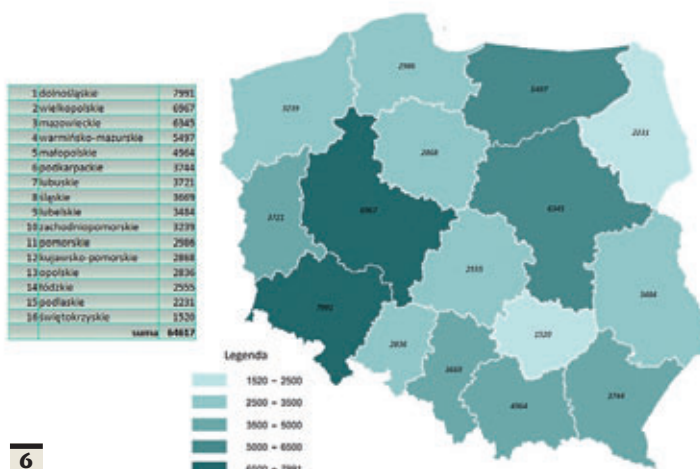 1 dolnośląskie 7991
2 wielkopolskie 6967
3 mazowieckie 6345
4 warmińsko-mazurskie 5497
5 małopolskie 4964
6 podkarpackie 3744
7 lubuskie 3721
8 śląskie 3669
9 lubelskie 3484
10 zachodniopomorskie 3239
11 pomorskie 2986
12 kujawsko-pomorskie 2868
13 opolskie 2836
14 łódzkie 2555
15 podlaskie 2231
16 świętokrzyskie 1520
suma 64617
2986
5497
3239
2231
2868
3721
6967
6345
2555
3484
7991
1520
2836
3669
4964
3744
Legenda
1520 – 2500
2500 – 3500
3500 – 5000
5000 – 6500
6500 – 7991
6